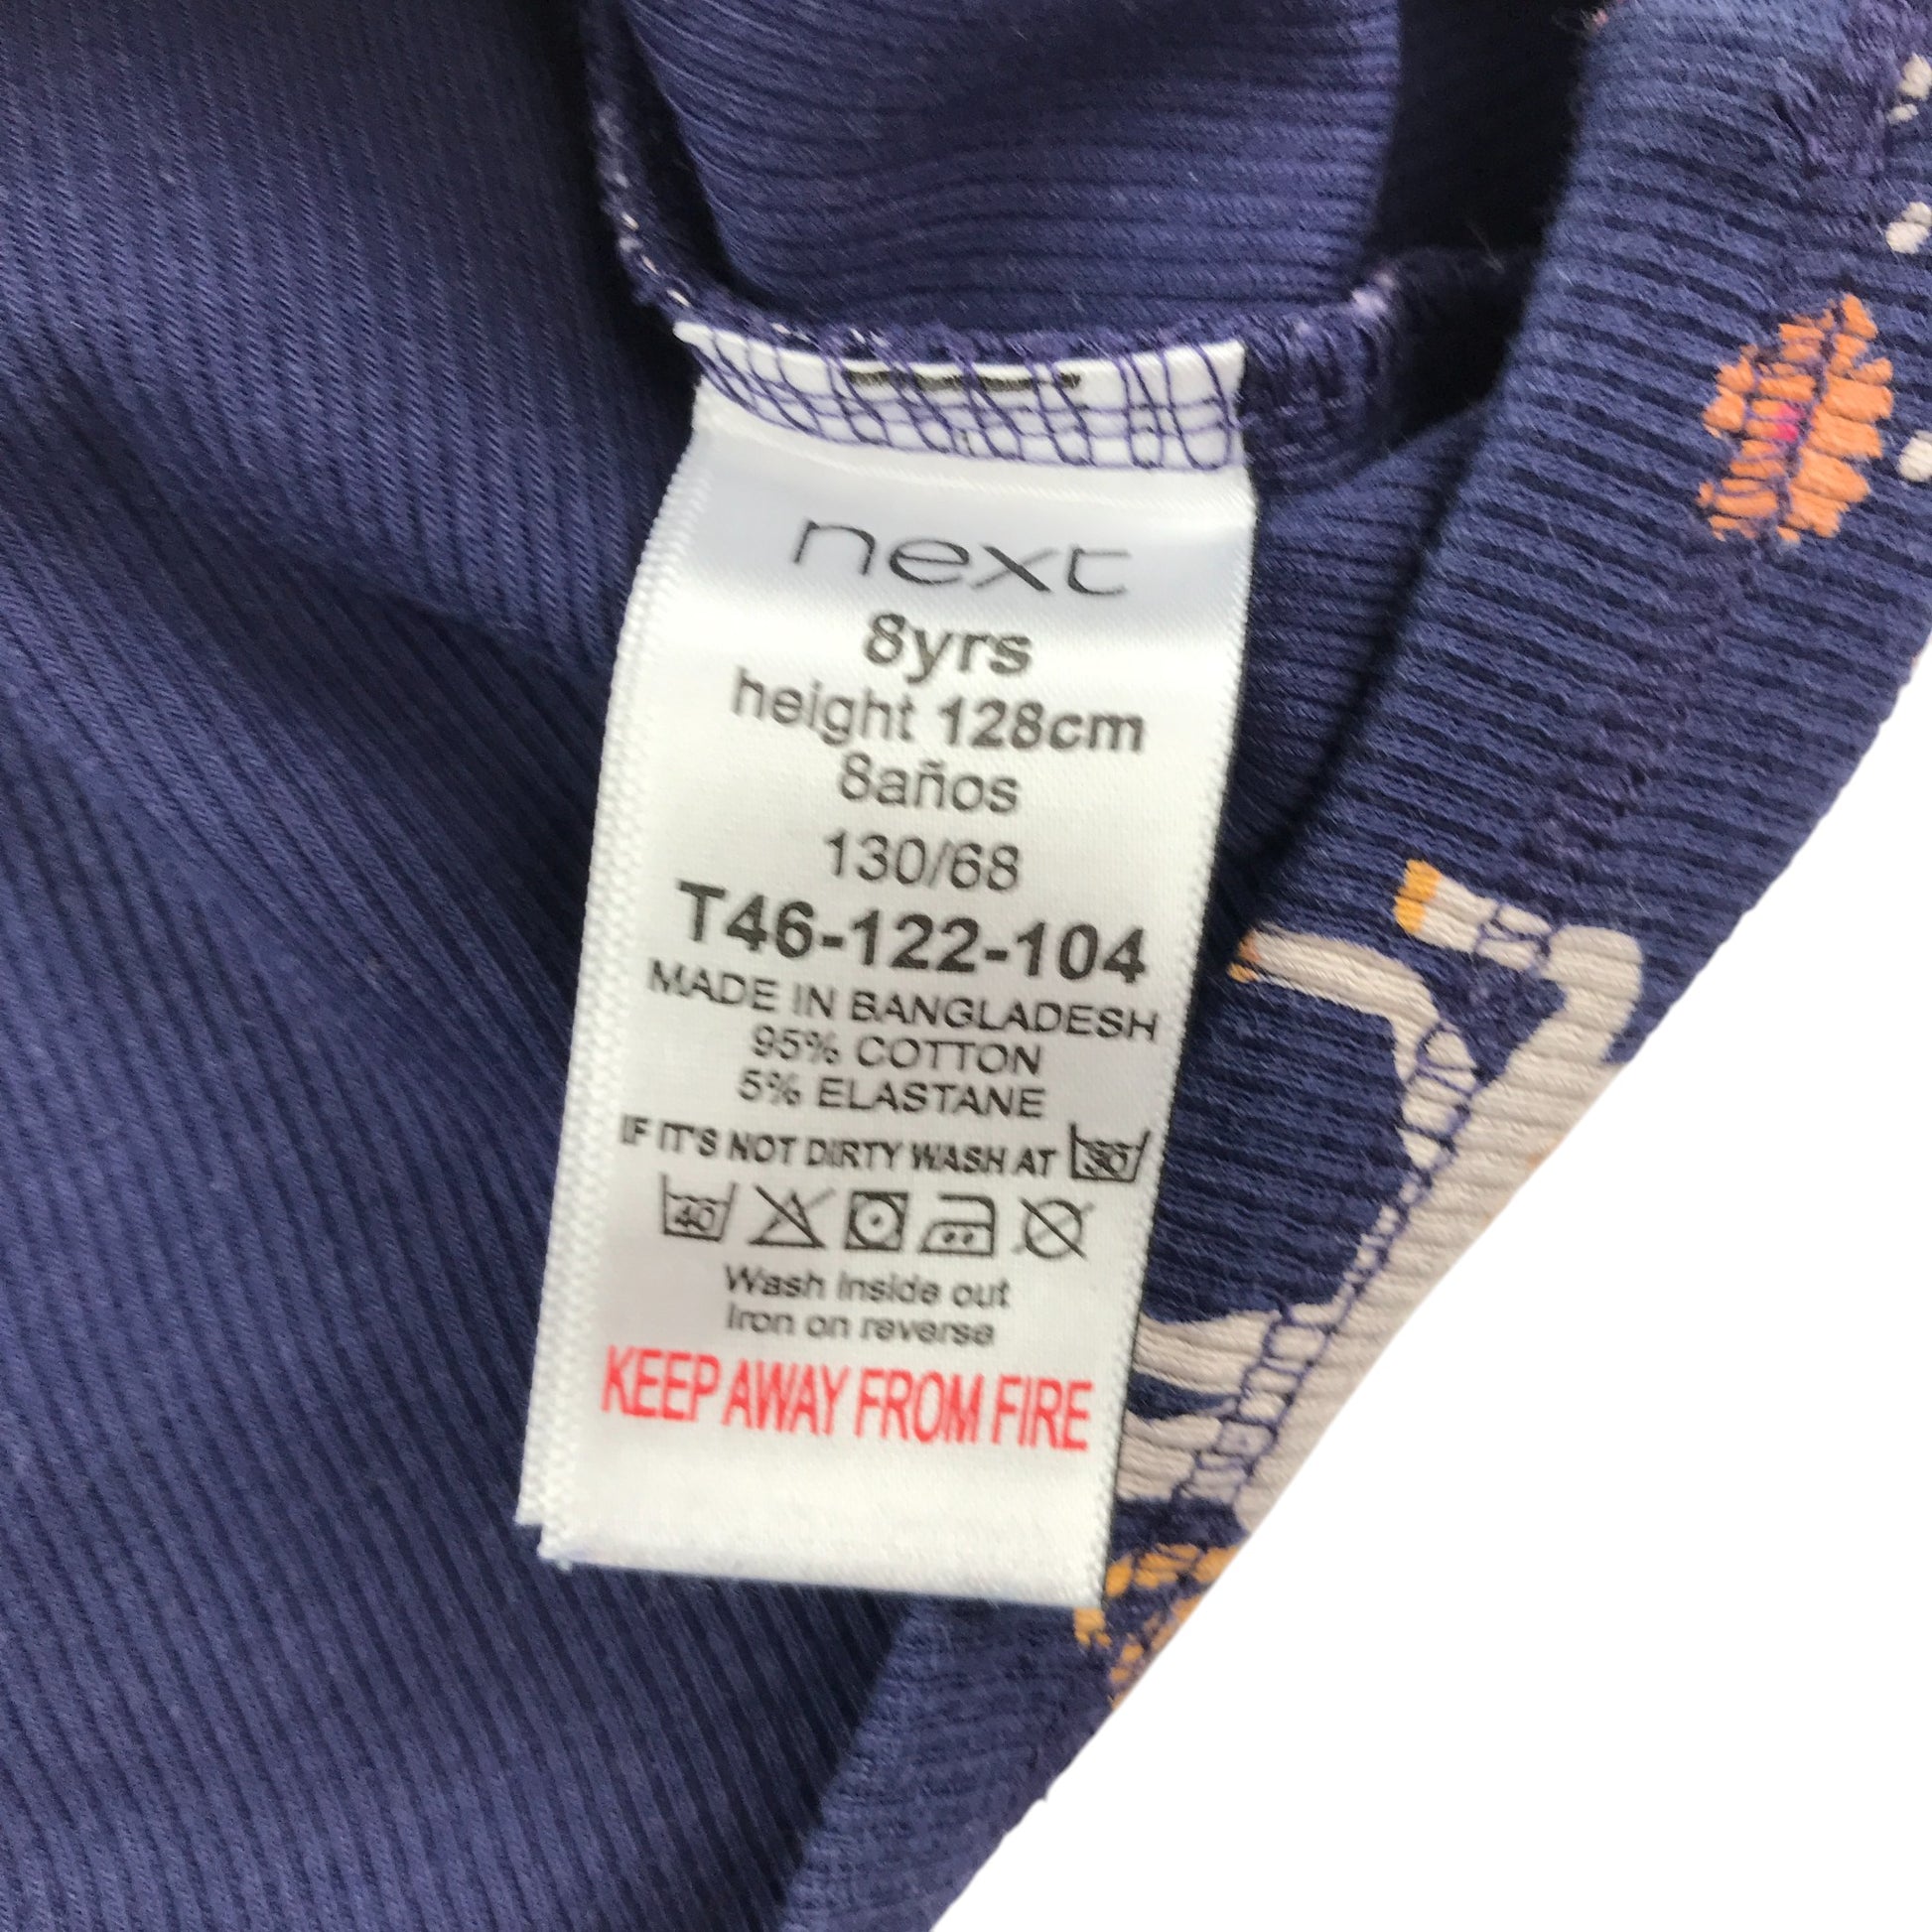 next
8yrs
height 128cm
8años
130/68
T46-122-104
MADE IN BANGLADESH
95% COTTON
5% ELASTANE
IF IT'S NOT DIRTY WASH AT 30
40
Wash inside out
Iron on reverse
KEEP AWAY FROM FIRE